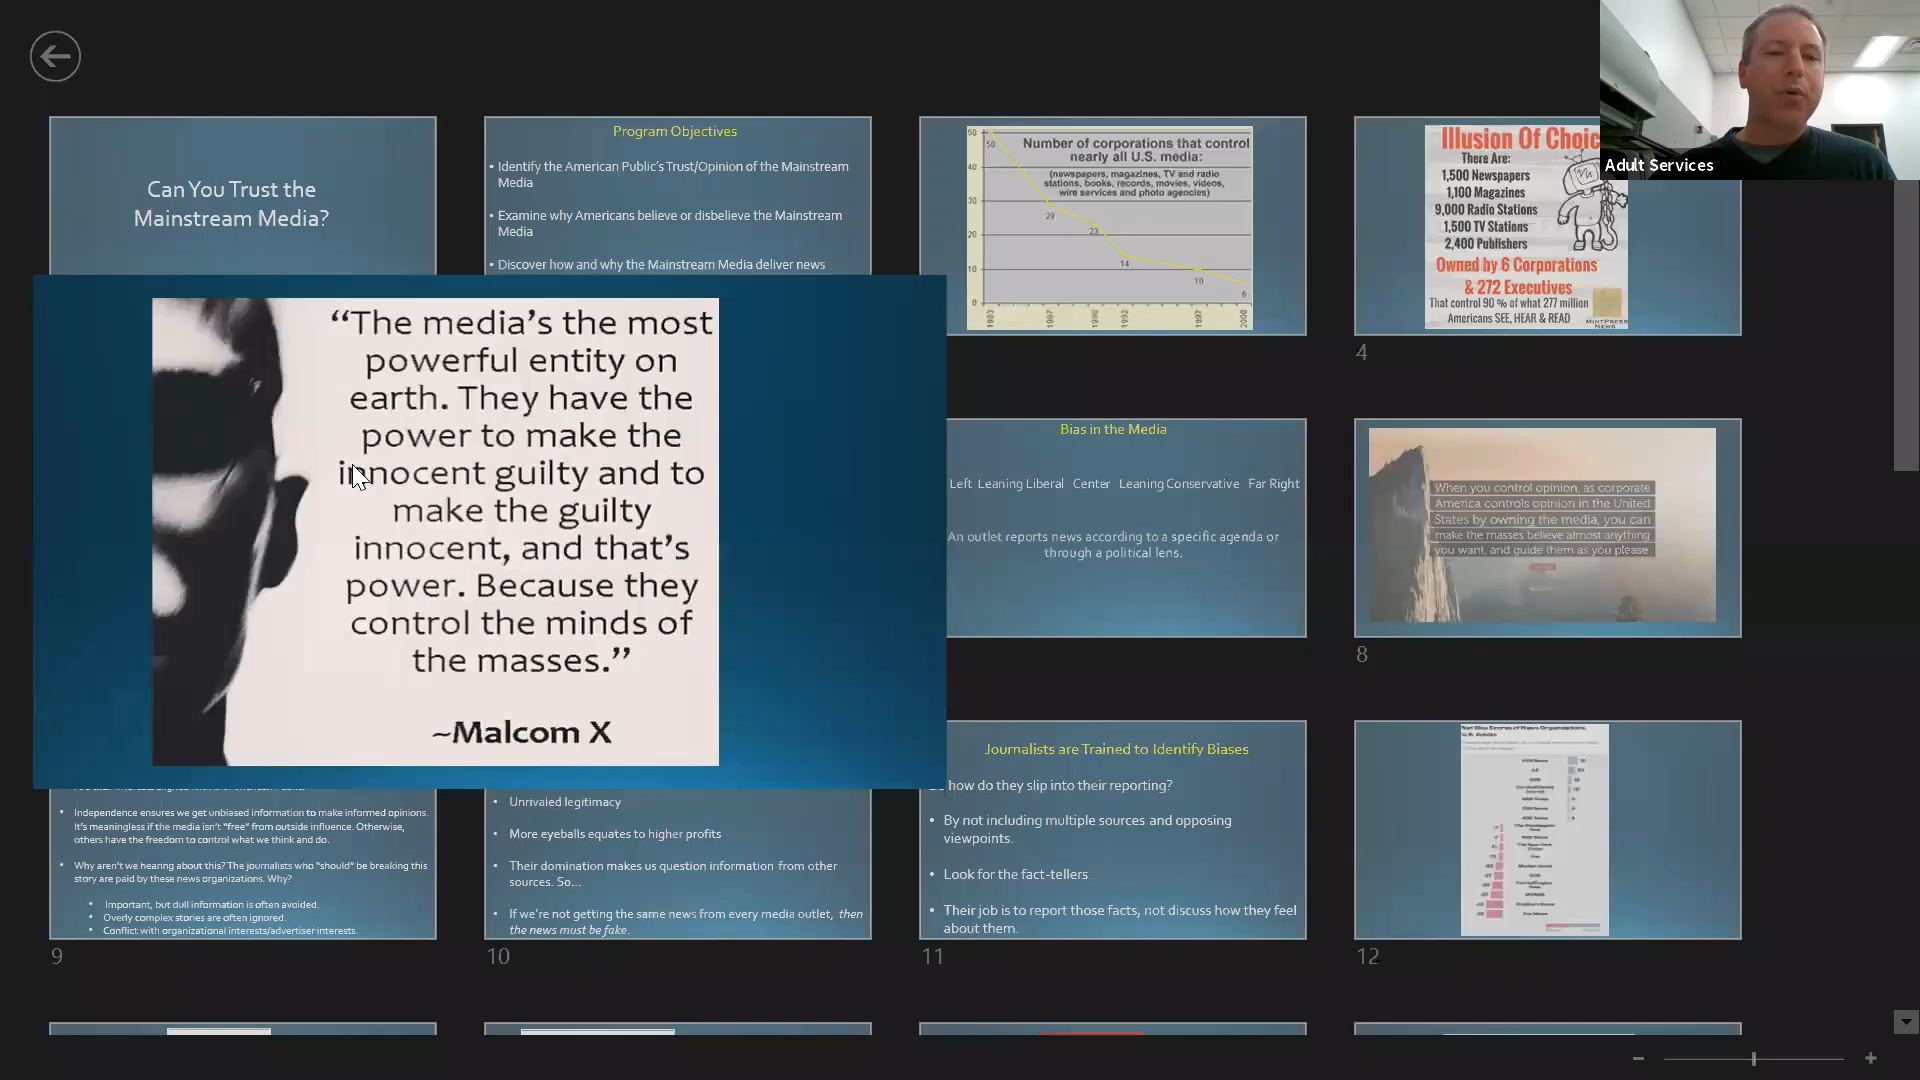 Can You Trust the
Mainstream Media?
Program Objectives
• Identify the American Public's Trust/Opinion of the Mainstream
Media
• Examine why Americans believe or disbelieve the Mainstream
Media
• Discover how and why the Mainstream Media deliver news
Number of corporations that control
nearly all U.S. media:
(newspapers, magazines, TV and radio
stations, books, records, movies, videos,
wire services and photo agencies)
50
40
30
20
10
0
50
29
23
14
10
6
1983
1987
1990
1992
1997
2000
Illusion Of Choic
There Are:
1,500 Newspapers
1,100 Magazines
9,000 Radio Stations
1,500 TV Stations
2,400 Publishers
Owned by 6 Corporations
& 272 Executives
That control 90 % of what 277 million
Americans SEE, HEAR & READ
MINTPRESS
NEWS
4
Adult Services
“The media’s the most
powerful entity on
earth. They have the
power to make the
innocent guilty and to
make the guilty
innocent, and that’s
power. Because they
control the minds of
the masses.”
~Malcom X
Bias in the Media
Left Leaning Liberal Center Leaning Conservative Far Right
An outlet reports news according to a specific agenda or
through a political lens.
When you control opinion, as corporate
America controls opinion in the United
States by owning the media, you can
make the masses believe almost anything
you want, and guide them as you please
8
• Independence ensures we get unbiased information to make informed opinions.
It's meaningless if the media isn't "free" from outside influence. Otherwise,
others have the freedom to control what we think and do.
• Why aren't we hearing about this? The journalists who "should" be breaking this
story are paid by these news organizations. Why?
• Important, but dull information is often avoided.
• Overly complex stories are often ignored.
• Conflict with organizational interests/advertiser interests.
9
Unrivaled legitimacy
• More eyeballs equates to higher profits
• Their domination makes us question information from other
sources. So...
• If we're not getting the same news from every media outlet, then
the news must be fake.
10
Journalists are Trained to Identify Biases
how do they slip into their reporting?
• By not including multiple sources and opposing
viewpoints.
• Look for the fact-tellers.
• Their job is to report those facts, not discuss how they feel
about them.
11
12